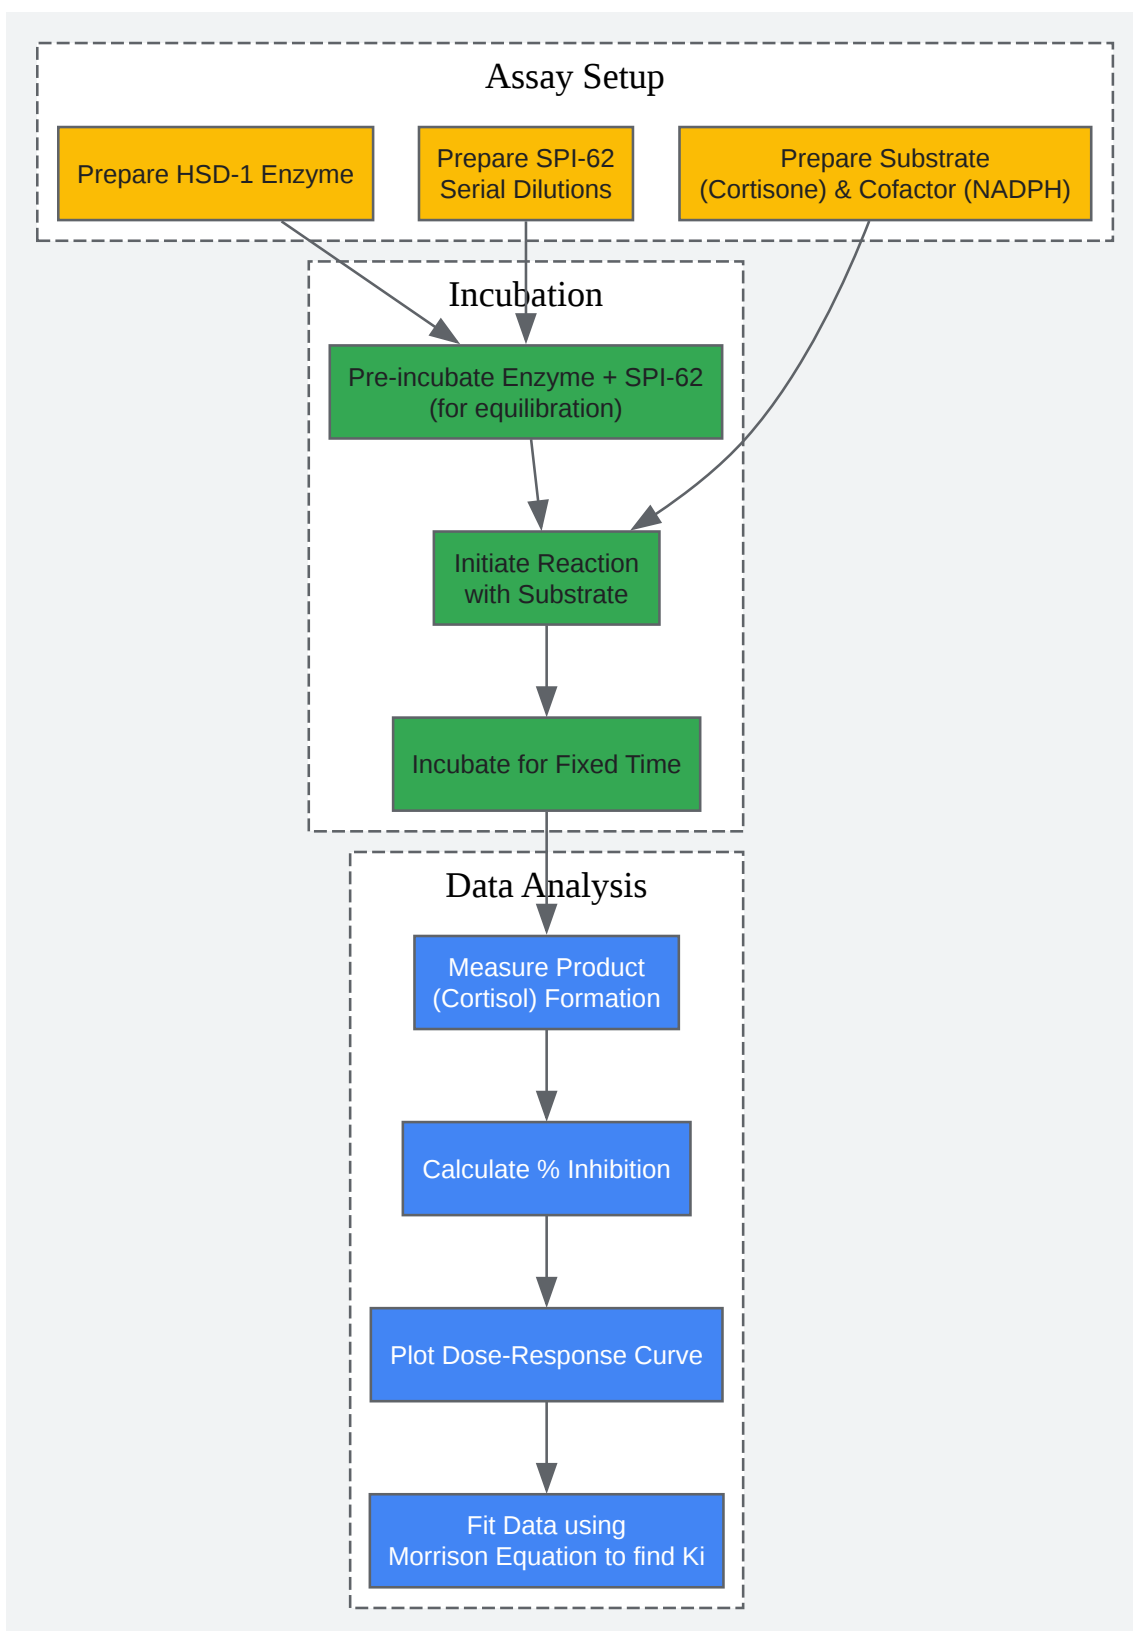 Assay Setup
Prepare HSD-1 Enzyme
Prepare SPI-62
Serial Dilutions
Prepare Substrate
(Cortisone) & Cofactor (NADPH)
Incubation
Pre-incubate Enzyme + SPI-62
(for equilibration)
Initiate Reaction
with Substrate
Incubate for Fixed Time
Data Analysis
Measure Product
(Cortisol) Formation
Calculate % Inhibition
Plot Dose-Response Curve
Fit Data using
Morrison Equation to find Ki